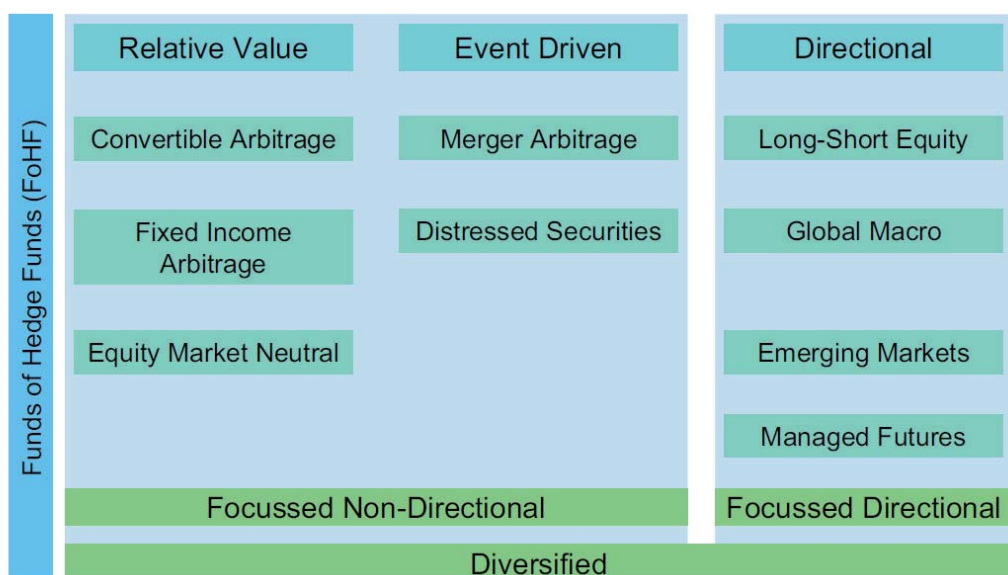 Funds of Hedge Funds (FoHF)
Relative Value
Event Driven
Directional
Convertible Arbitrage
Merger Arbitrage
Long-Short Equity
Fixed Income
Arbitrage
Distressed Securities
Global Macro
Equity Market Neutral
Emerging Markets
Managed Futures
Focussed Non-Directional
Focussed Directional
Diversified